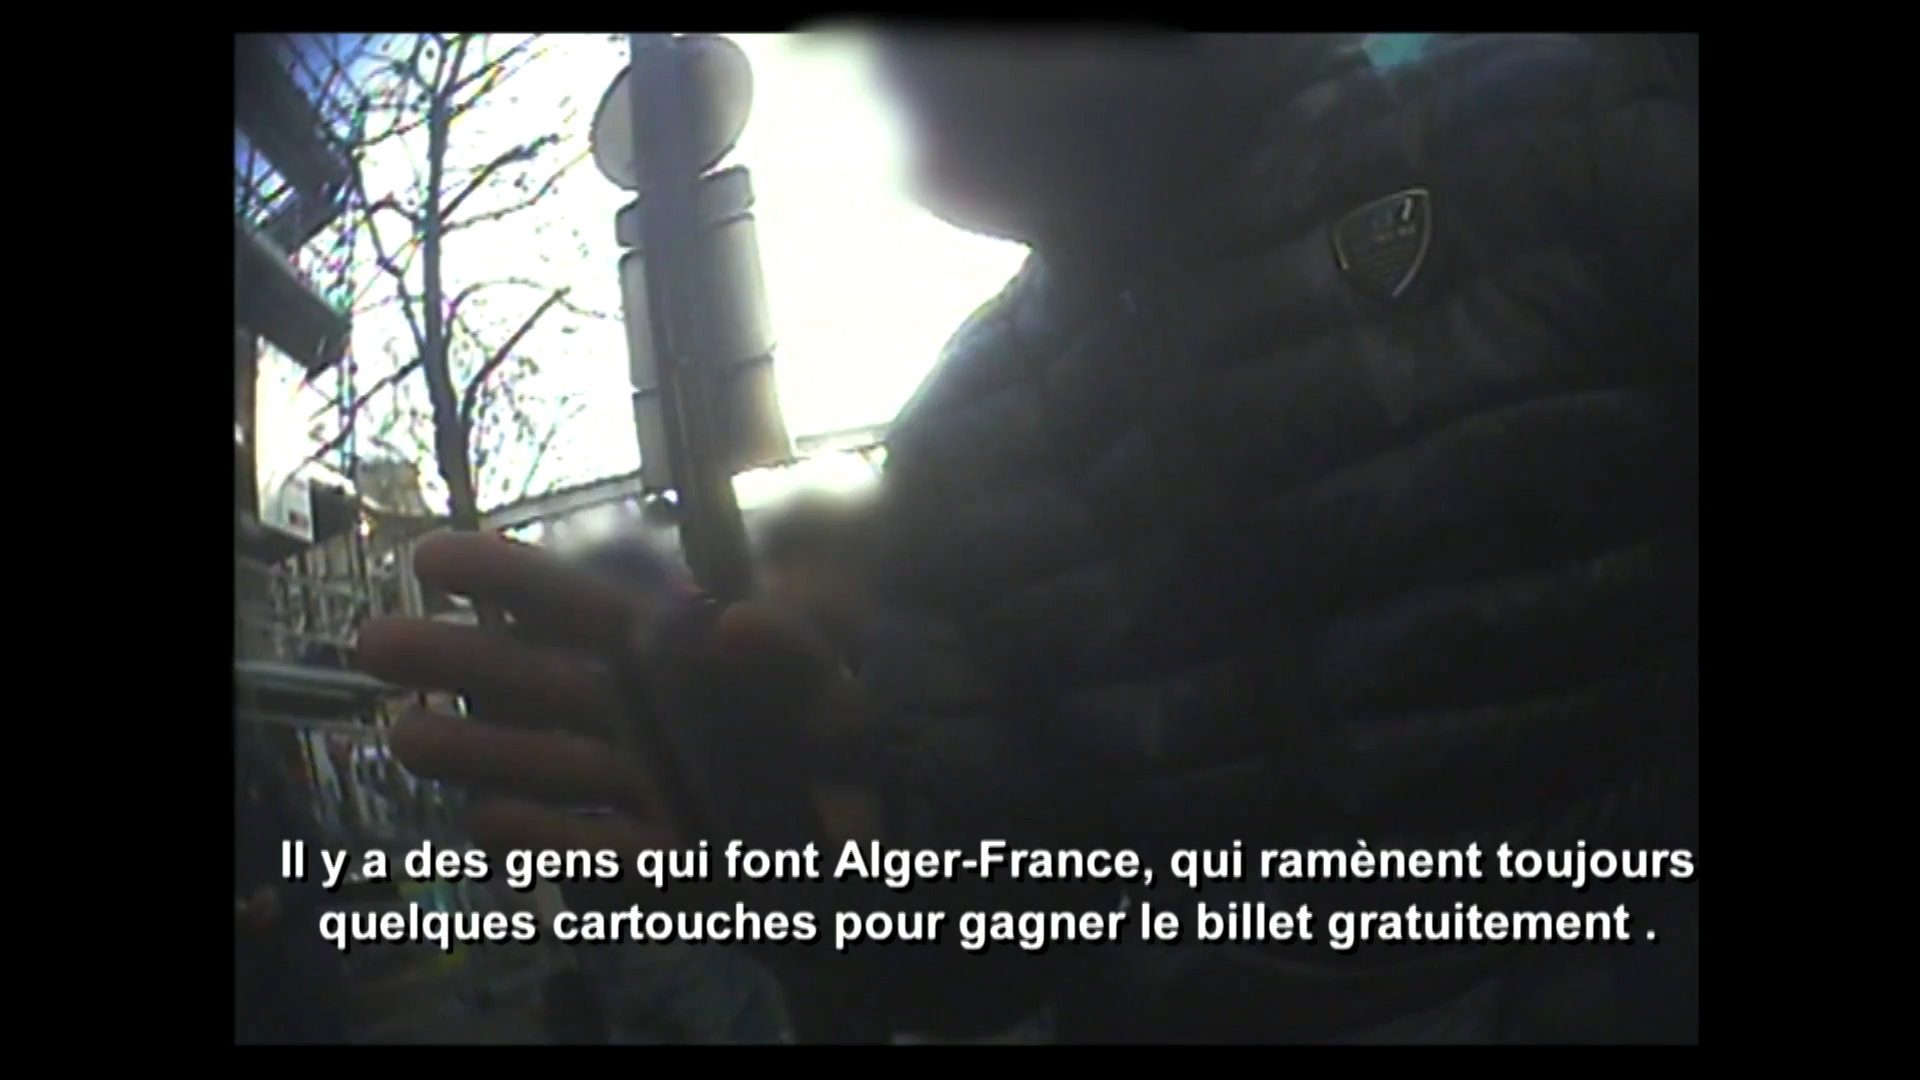 Il y a des gens qui font Alger-France, qui ramènent toujours
quelques cartouches pour gagner le billet gratuitement .